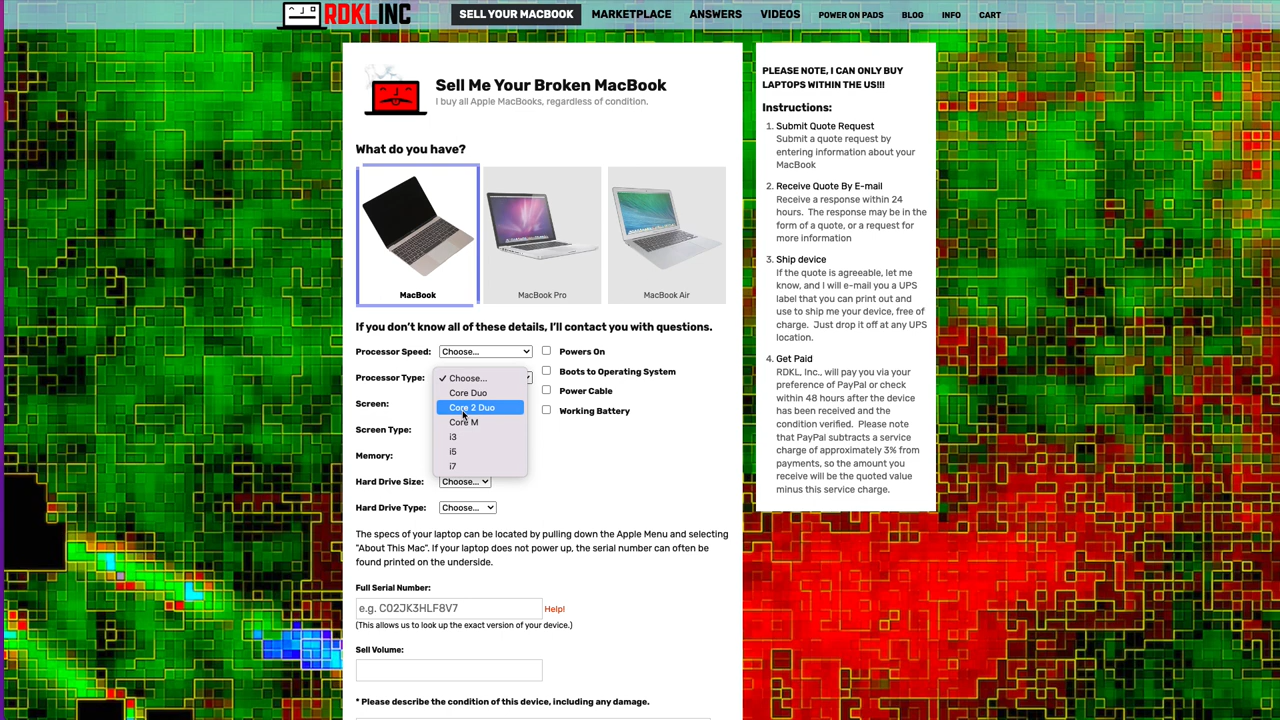 RDKLINC
SELL YOUR MACBOOK MARKETPLACE ANSWERS VIDEOS POWER ON PADS BLOG INFO CART
Sell Me Your Broken MacBook
I buy all Apple MacBooks, regardless of condition.
What do you have?
MacBook MacBook Pro MacBook Air
If you don't know all of these details, I'll contact you with questions.
Processor Speed: Choose... Powers On
Processor Type: Boots to Operating System
Screen: Power Cable
Screen Type: Working Battery
Memory:
✓ Choose...
Core Duo
Core 2 Duo
Core M
i3
i5
i7
Hard Drive Size: Choose...
Hard Drive Type: Choose...
The specs of your laptop can be located by pulling down the Apple Menu and selecting
"About This Mac". If your laptop does not power up, the serial number can often be
found printed on the underside.
Full Serial Number:
e.g. C02JK3HLF8V7 Help!
(This allows us to look up the exact version of your device.)
Sell Volume:
* Please describe the condition of this device, including any damage.
PLEASE NOTE, I CAN ONLY BUY
LAPTOPS WITHIN THE US!!!
Instructions:
1. Submit Quote Request
Submit a quote request by
entering information about your
MacBook
2. Receive Quote By E-mail
Receive a response within 24
hours. The response may be in the
form of a quote, or a request for
more information
3. Ship device
If the quote is agreeable, let me
know, and I will e-mail you a UPS
label that you can print out and
use to ship me your device, free of
charge. Just drop it off at any UPS
location.
4. Get Paid
RDKL, Inc., will pay you via your
preference of PayPal or check
within 48 hours after the device
has been received and the
condition verified. Please note
that PayPal subtracts a service
charge of approximately 3% from
payments, so the amount you
receive will be the quoted value
minus this service charge.